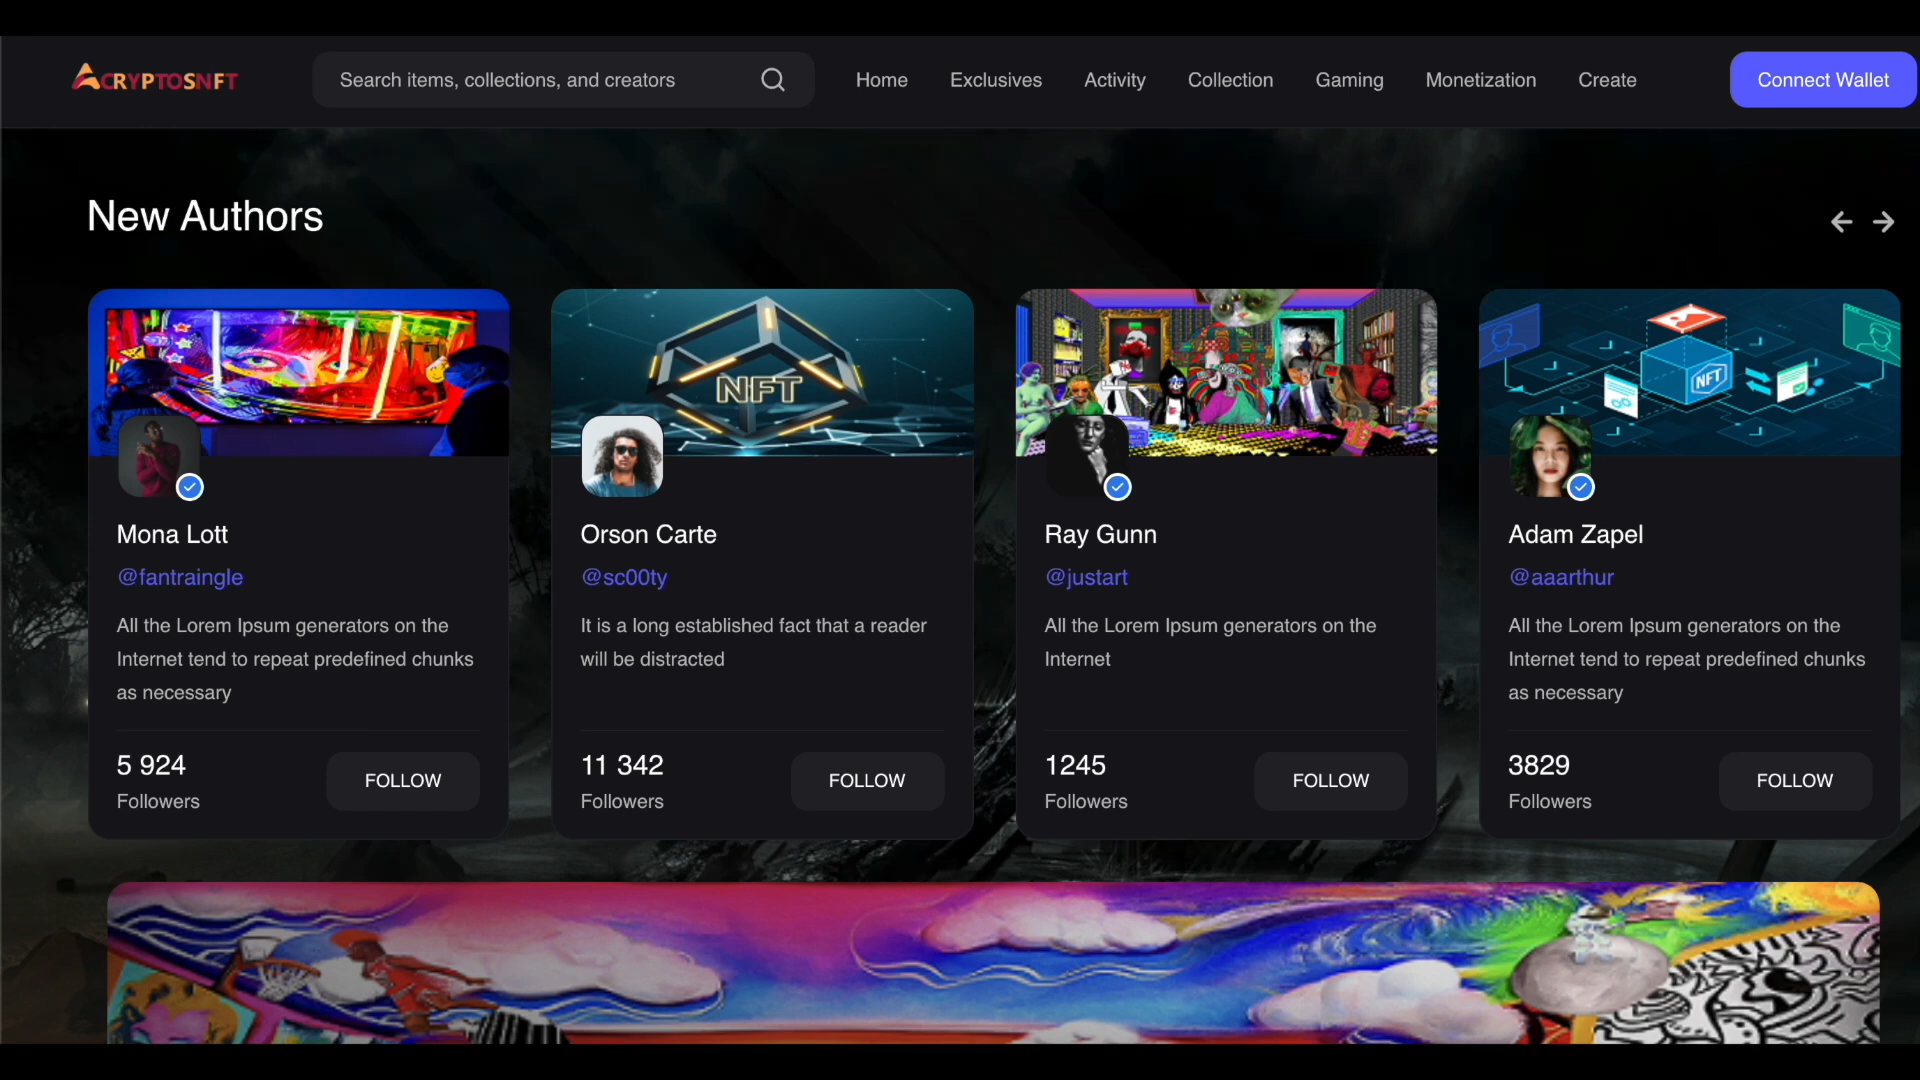 ACRYPTOSNFT
Search items, collections, and creators
Home
Exclusives
Activity
Collection
Gaming
Monetization
Create
Connect Wallet
New Authors
NFT
NFT
Mona Lott
@fantraingle
All the Lorem Ipsum generators on the
Internet tend to repeat predefined chunks
as necessary
5 924
Followers
FOLLOW
Orson Carte
@sc00ty
It is a long established fact that a reader
will be distracted
11 342
Followers
FOLLOW
Ray Gunn
@justart
All the Lorem Ipsum generators on the
Internet
1245
Followers
FOLLOW
Adam Zapel
@aaarthur
All the Lorem Ipsum generators on the
Internet tend to repeat predefined chunks
as necessary
3829
Followers
FOLLOW